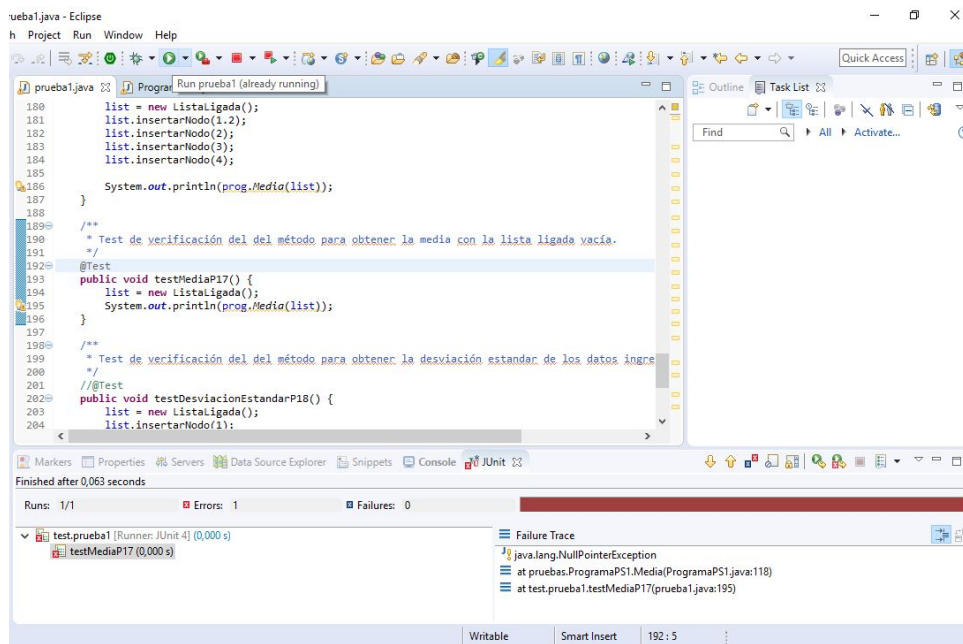 rueba1.java - Eclipse
h Project Run Window Help
Quick Access
prueba1.java Progra Run prueba1 (already running)
Outline Task List
180 list = new ListaLigada();
181 list.insertarNodo(1.2);
182 list.insertarNodo(2);
183 list.insertarNodo(3);
184 list.insertarNodo(4);
185
186 System.out.println(prog.Media(list));
187 }
188
189 /**
190 * Test de verificación del del método para obtener la media con la lista ligada vacía.
191 */
192 @Test
193 public void testMediaP17() {
194 list = new ListaLigada();
195 System.out.println(prog.Media(list));
196 }
197
198 /**
199 * Test de verificación del del método para obtener la desviación estandar de los datos ingre
200 */
201 //@Test
202 public void testDesviacionEstandarP18() {
203 list = new ListaLigada();
204 list.insertarNodo(1);
Find All Activate...
Markers Properties Servers Data Source Explorer Snippets Console JUnit
Finished after 0,063 seconds
Runs: 1/1 Errors: 1 Failures: 0
test.prueba1 [Runner: JUnit 4] (0,000 s)
testMediaP17 (0,000 s)
Failure Trace
java.lang.NullPointerException
at pruebas.ProgramaPS1.Media(ProgramaPS1.java:118)
at test.prueba1.testMediaP17(prueba1.java:195)
Writable Smart Insert 192 : 5